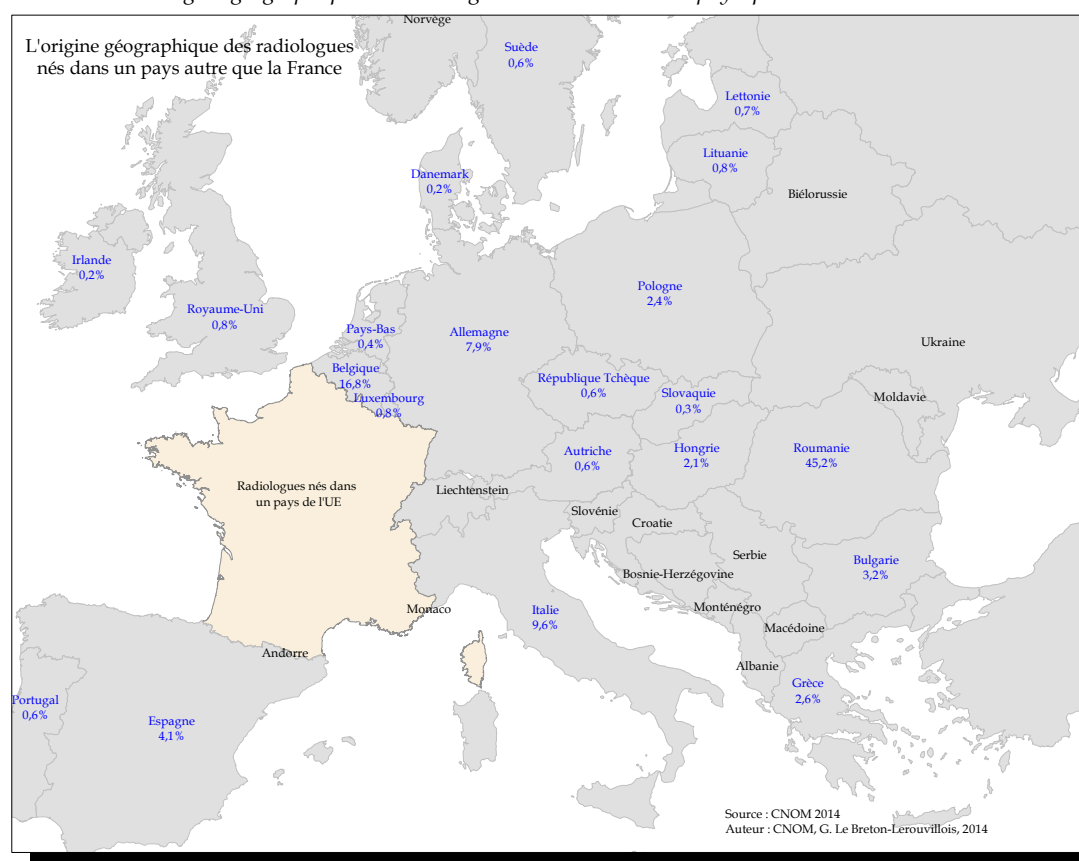 L'origine géographique des radiologues
nés dans un pays autre que la France
Norvège
Suède
0,6%
Lettonie
0,7%
Lituanie
0,8%
Danemark
0,2%
Biélorussie
Irlande
0,2%
Royaume-Uni
0,8%
Pologne
2,4%
Pays-Bas
0,4%
Allemagne
7,9%
Ukraine
Belgique
16,8%
Luxembourg
0,8%
République Tchèque
0,6%
Slovaquie
0,3%
Moldavie
Autriche
0,6%
Hongrie
2,1%
Roumanie
45,2%
Radiologues nés dans
un pays de l'UE
Liechtenstein
Slovénie
Croatie
Serbie
Bosnie-Herzégovine
Bulgarie
3,2%
Monaco
Italie
9,6%
Monténégro
Macédoine
Andorre
Albanie
Grèce
2,6%
Portugal
0,6%
Espagne
4,1%
Source : CNOM 2014
Auteur : CNOM, G. Le Breton-Lerouvillois, 2014